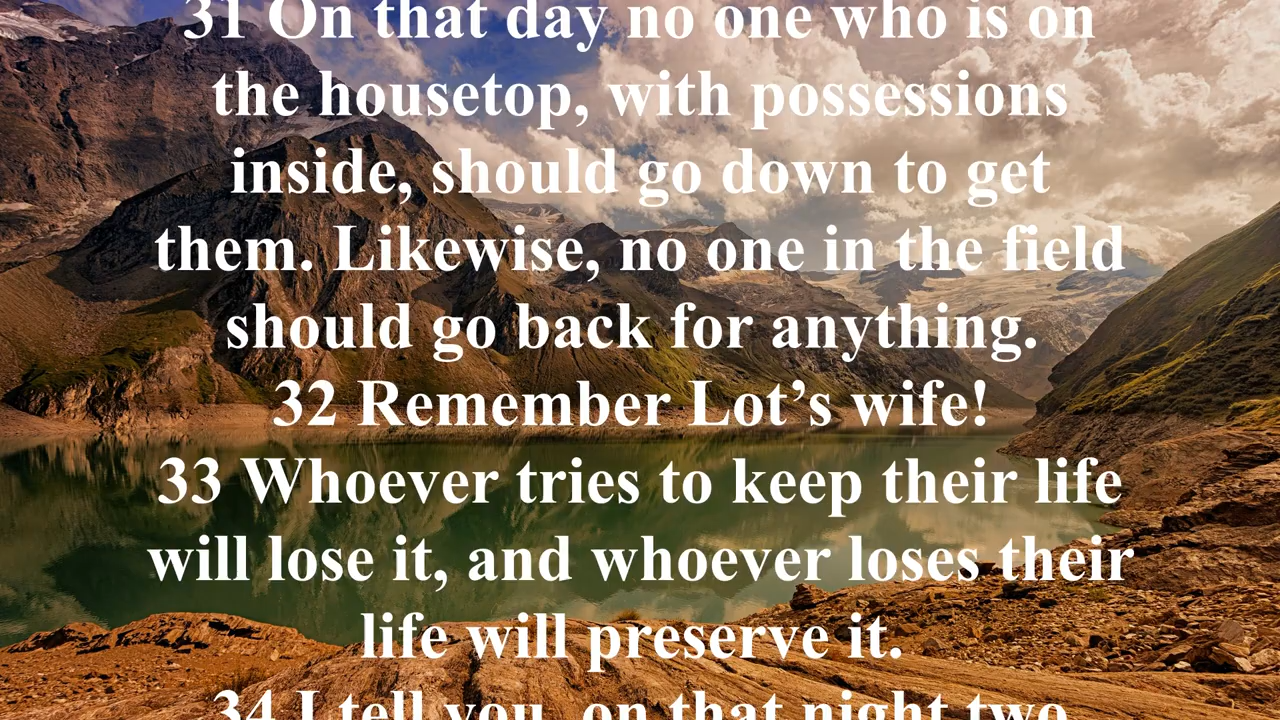 31 On that day no one who is on
the housetop, with possessions
inside, should go down to get
them. Likewise, no one in the field
should go back for anything.
32 Remember Lot’s wife!
33 Whoever tries to keep their life
will lose it, and whoever loses their
life will preserve it.
34 I tell you, on that night two